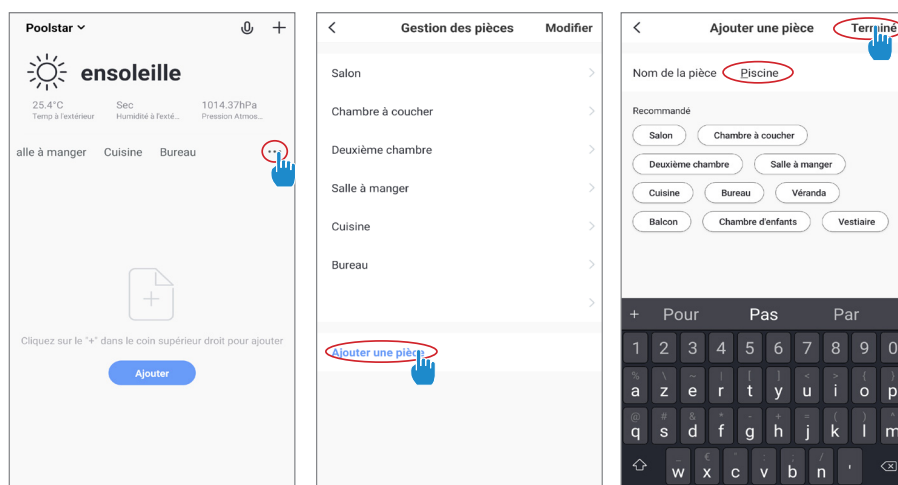 Poolstar
ensoleille
25.4°C Sec 1014.37hPa
Temp à l'extérieur Humidité à l'exté... Pression Atmos...
alle à manger Cuisine Bureau ...
Cliquez sur le "+" dans le coin supérieur droit pour ajouter
Ajouter
Gestion des pièces Modifier
Salon
Chambre à coucher
Deuxième chambre
Salle à manger
Cuisine
Bureau
Ajouter une pièce
Ajouter une pièce Terminé
Nom de la pièce Piscine
Recommandé
Salon Chambre à coucher
Deuxième chambre Salle à manger
Cuisine Bureau Véranda
Balcon Chambre d'enfants Vestiaire
+ Pour Pas Par
1 2 3 4 5 6 7 8 9 0
% \ ~ | [ ] < > { }
a z e r t y u i o p
@ # & * - + = ( ) ^
q s d f g h j k l m
_ € " : ; /
w x c v b n '